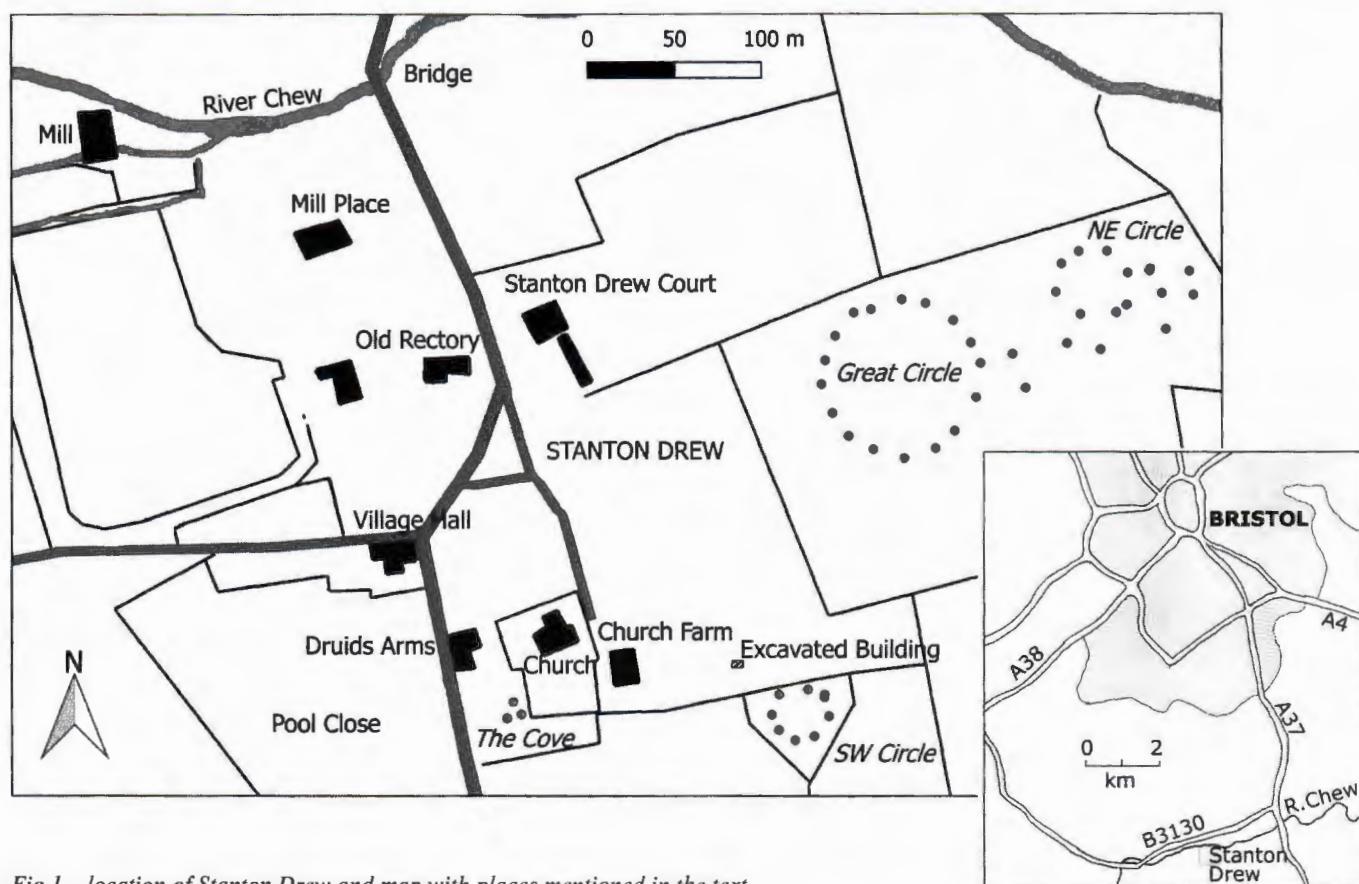 0 50 100 m
Bridge
River Chew
Mill
Mill Place
NE Circle
Stanton Drew Court
Old Rectory
Great Circle
STANTON DREW
Village Hall
Druids Arms
Church
Church Farm
Excavated Building
N
Pool Close
The Cove
SW Circle
BRISTOL
A4
A38
A37
0 2
km
R.Chew
B3130
Stanton
Drew
Fig 1 – location of Stanton Drew and map with places mentioned in the text